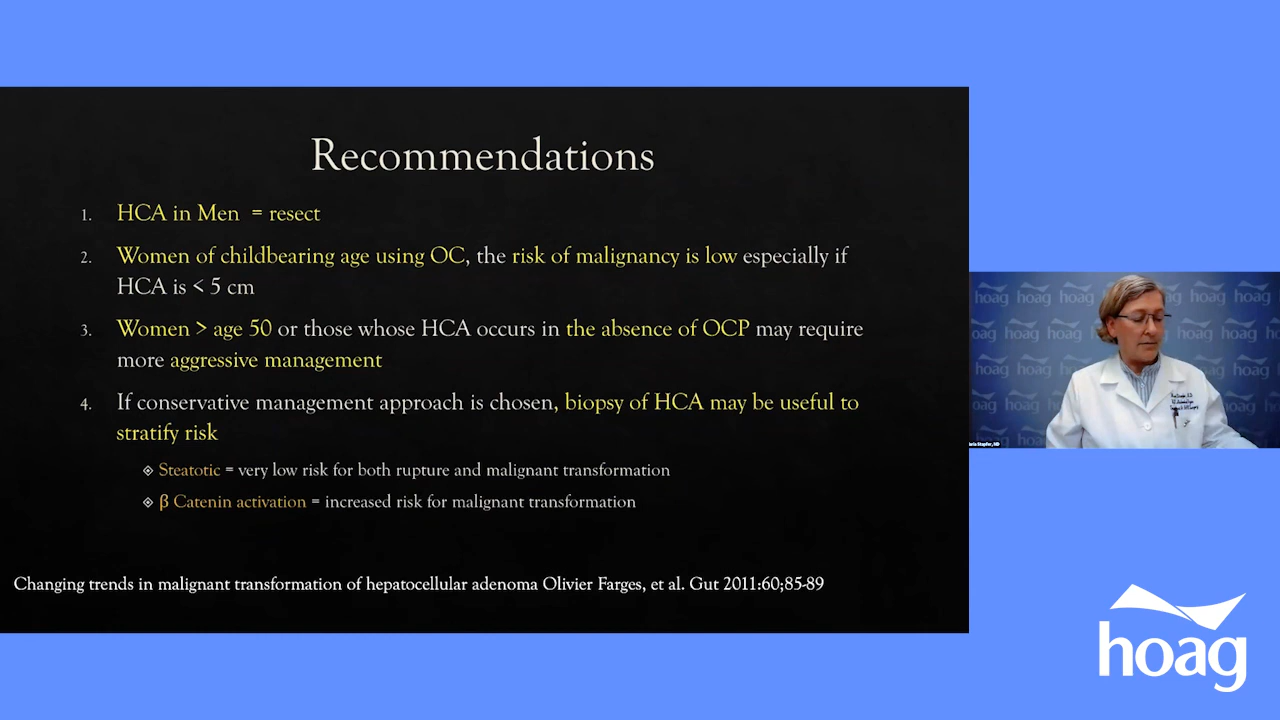 Recommendations
1. HCA in Men = resect
2. Women of childbearing age using OC, the risk of malignancy is low especially if
HCA is < 5 cm
3. Women > age 50 or those whose HCA occurs in the absence of OCP may require
more aggressive management
4. If conservative management approach is chosen, biopsy of HCA may be useful to
stratify risk
Steatotic = very low risk for both rupture and malignant transformation
β Catenin activation = increased risk for malignant transformation
Changing trends in malignant transformation of hepatocellular adenoma Olivier Farges, et al. Gut 2011:60;85-89
hoag hoag hoag hoag
hoag